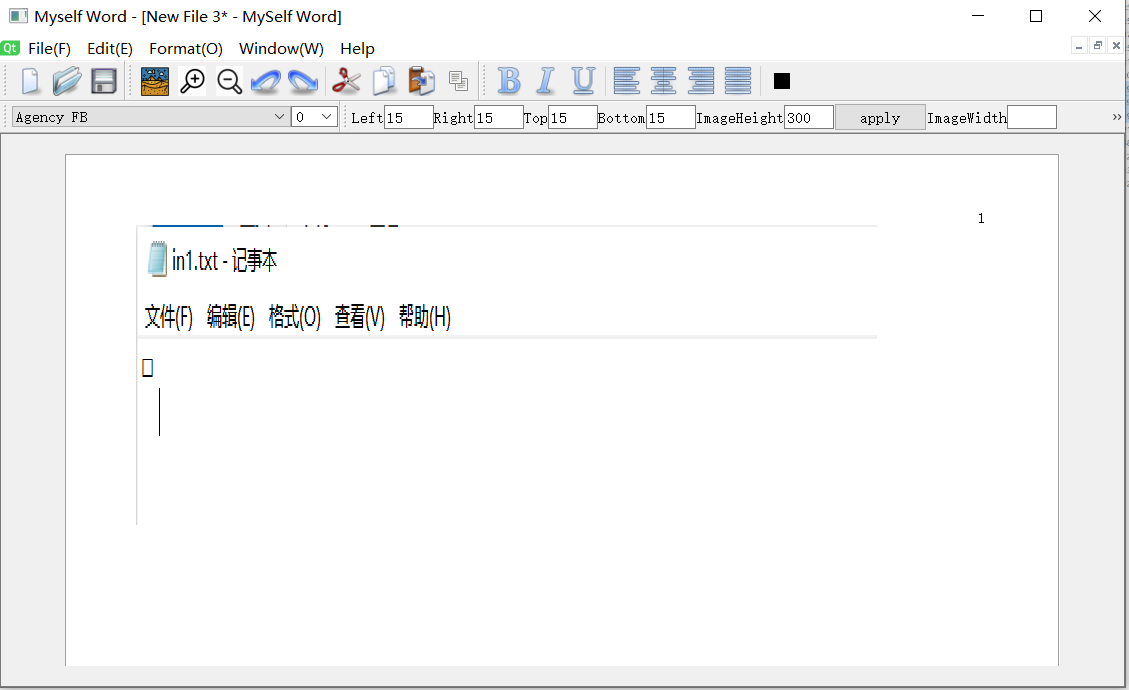 Myself Word - [New File 3* - MySelf Word]
Qt File(F) Edit(E) Format(O) Window(W) Help
B I U
Agency FB 0 Left 15 Right 15 Top 15 Bottom 15 ImageHeight 300 apply ImageWidth
1
in1.txt - 记事本
文件(F) 编辑(E) 格式(O) 查看(V) 帮助(H)